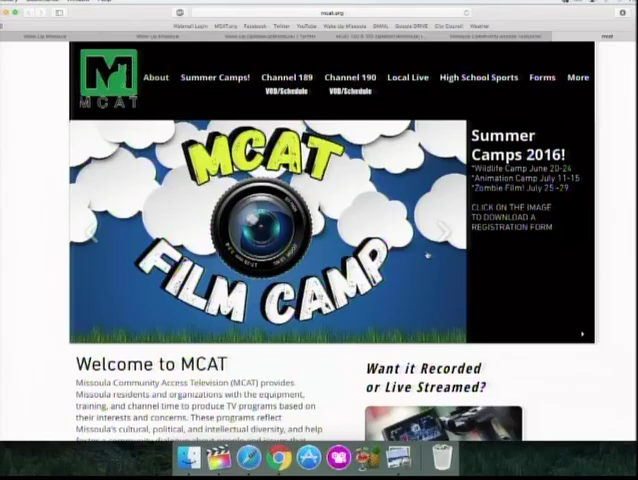 mcat.org
Webmail Login MCAT.org Facebook Twitter YouTube Wake Up Missoula GMAIL Google DRIVE City Council Weather
mcat
M
MCAT
About Summer Camps! Channel 189 Channel 190 Local Live High School Sports Forms More
VOD/Schedule VOD/Schedule
MCAT
FILM CAMP
Summer
Camps 2016!
*Wildlife Camp June 20-24
*Animation Camp July 11-15
*Zombie Film! July 25 -29
CLICK ON THE IMAGE
TO DOWNLOAD A
REGISTRATION FORM
Welcome to MCAT
Missoula Community Access Television (MCAT) provides
Missoula residents and organizations with the equipment,
training, and channel time to produce TV programs based on
their interests and concerns. These programs reflect
Missoula's cultural, political, and intellectual diversity, and help
Want it Recorded
or Live Streamed?